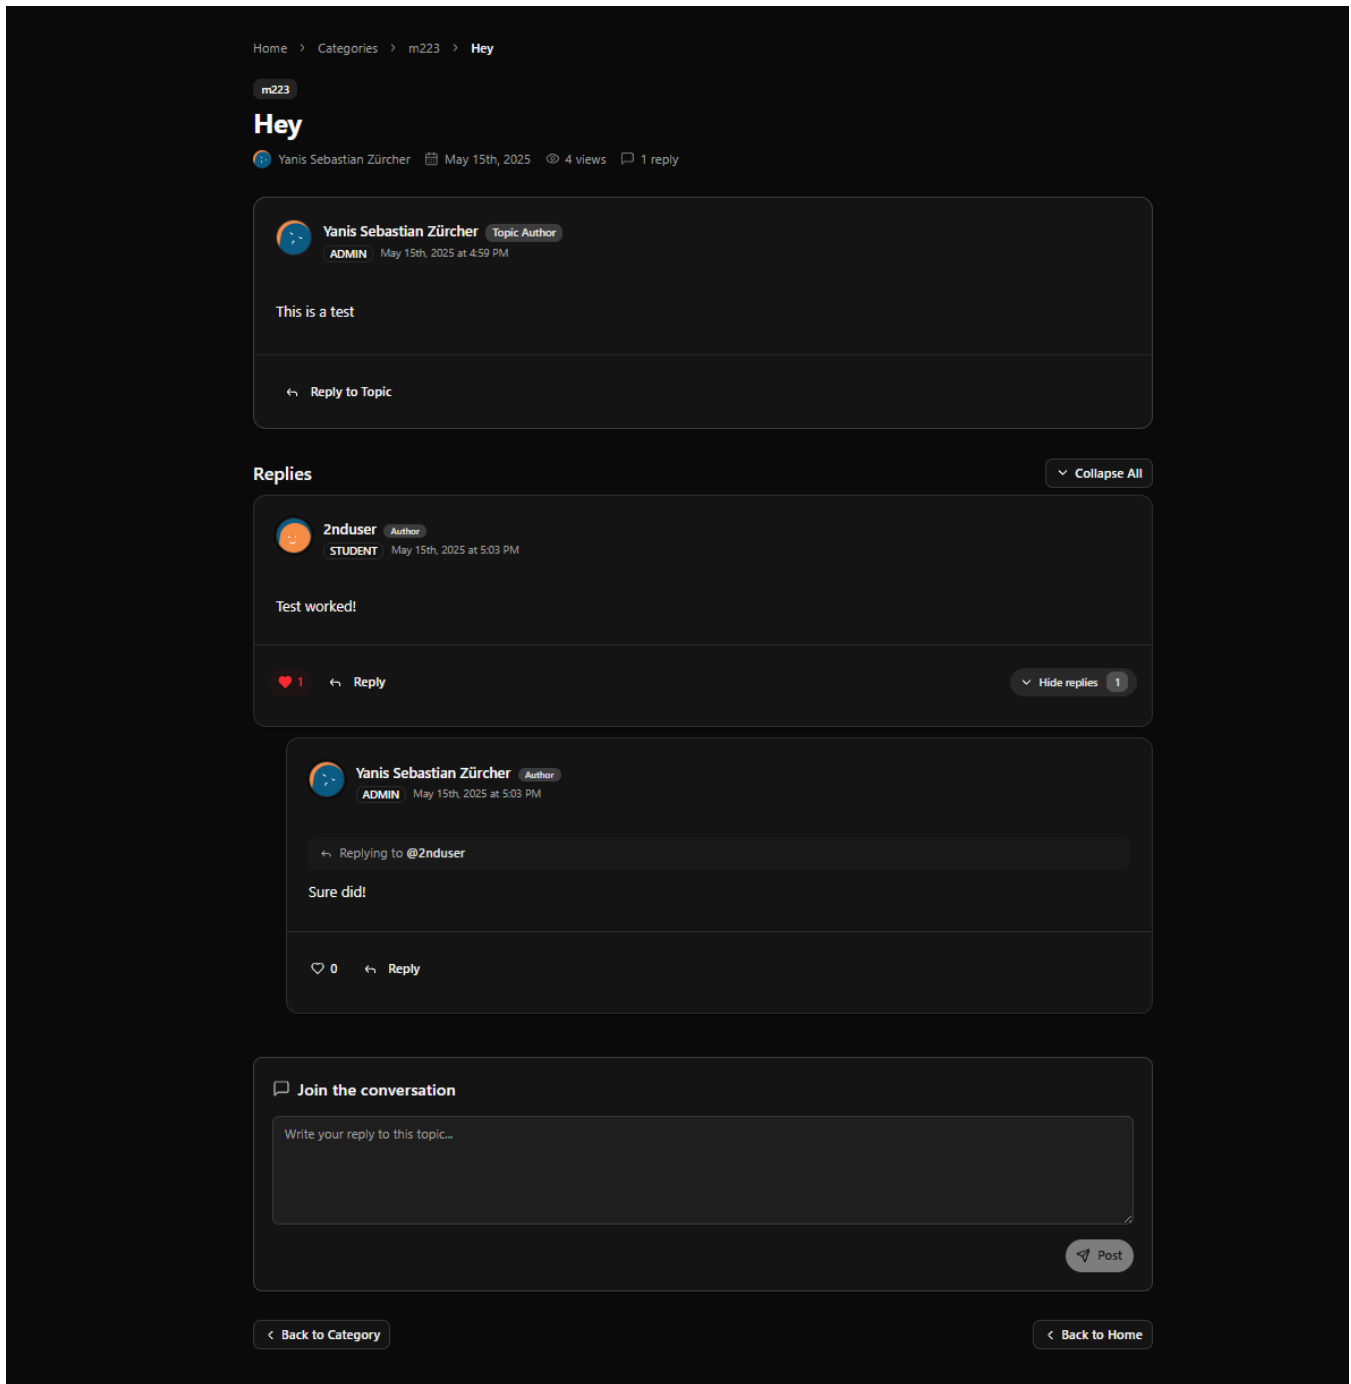 Home > Categories > m223 > Hey
m223
Hey
Yanis Sebastian Zürcher May 15th, 2025 4 views 1 reply
Yanis Sebastian Zürcher Topic Author
ADMIN May 15th, 2025 at 4:59 PM
This is a test
Reply to Topic
Replies
Collapse All
2nduser Author
STUDENT May 15th, 2025 at 5:03 PM
Test worked!
1 Reply
Hide replies 1
Yanis Sebastian Zürcher Author
ADMIN May 15th, 2025 at 5:03 PM
Replying to @2nduser
Sure did!
0 Reply
Join the conversation
Write your reply to this topic...
Post
Back to Category
Back to Home